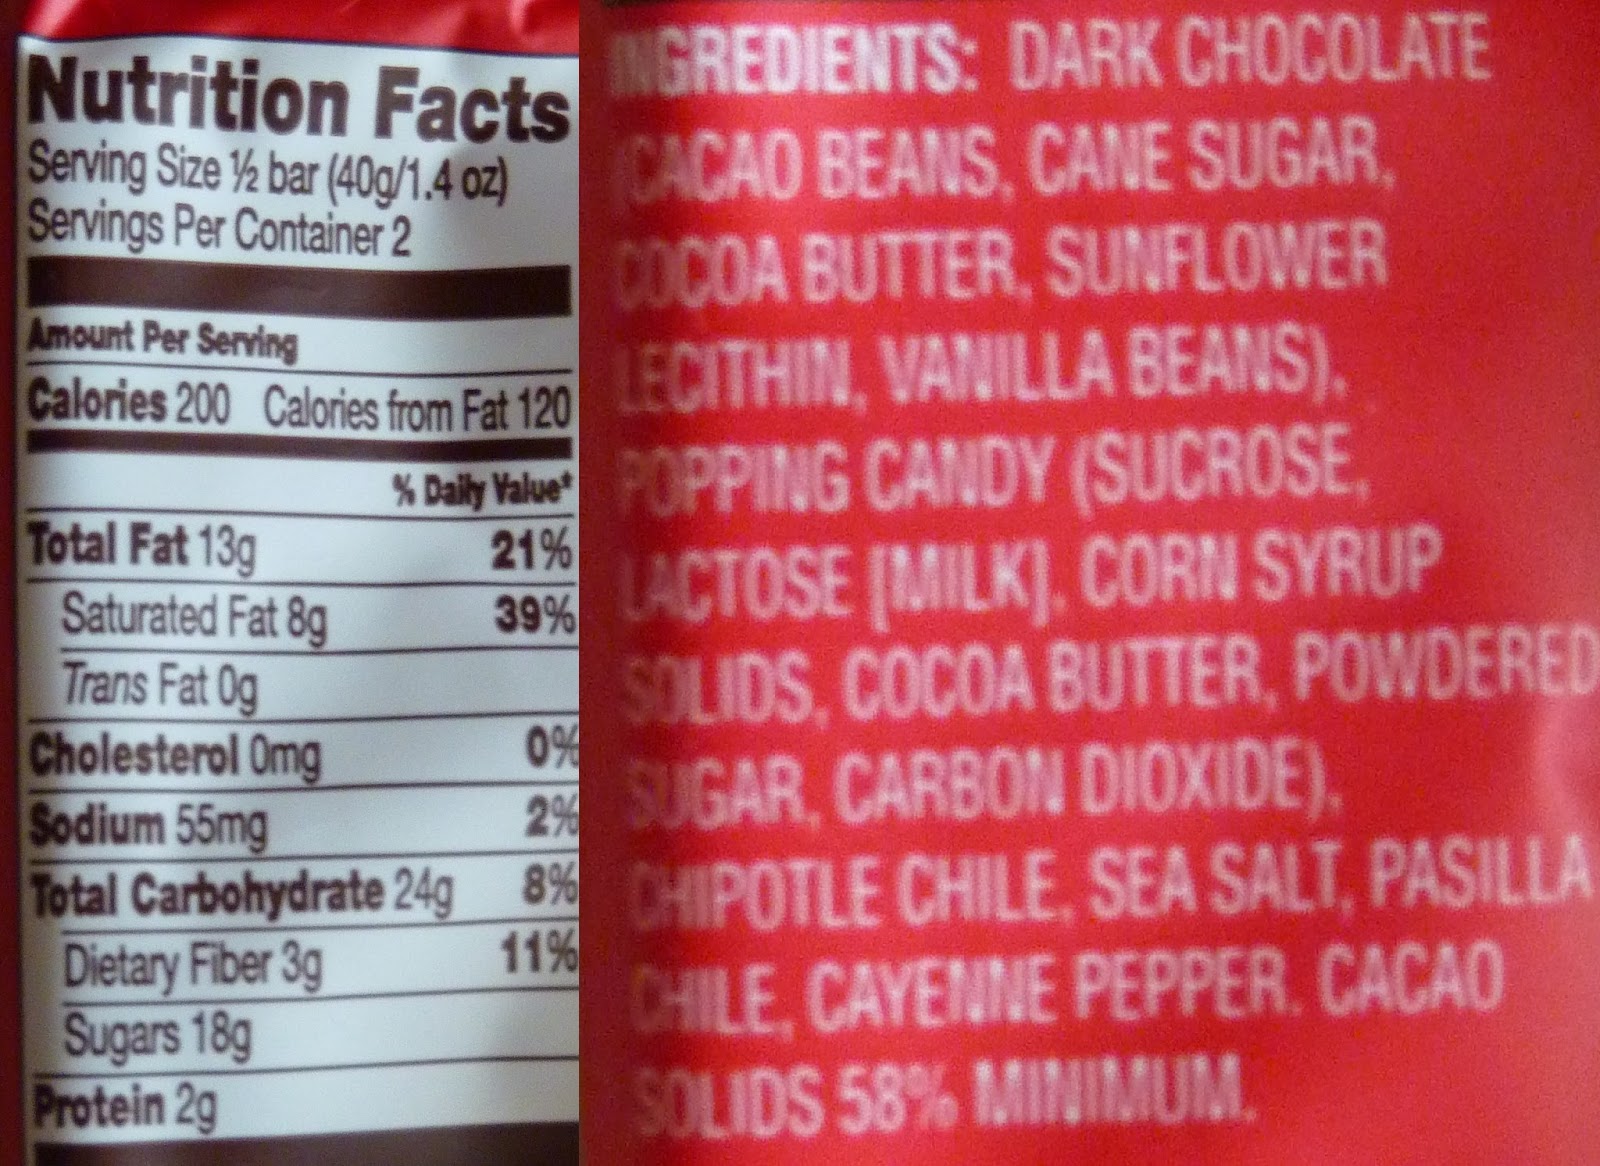 Nutrition Facts
Serving Size ½ bar (40g/1.4 oz)
Servings Per Container 2
Amount Per Serving
Calories 200 Calories from Fat 120
% Daily Value*
Total Fat 13g 21%
Saturated Fat 8g 39%
Trans Fat 0g
Cholesterol 0mg 0%
Sodium 55mg 2%
Total Carbohydrate 24g 8%
Dietary Fiber 3g 11%
Sugars 18g
Protein 2g
INGREDIENTS: DARK CHOCOLATE
(CACAO BEANS, CANE SUGAR,
COCOA BUTTER, SUNFLOWER
LECITHIN, VANILLA BEANS),
POPPING CANDY (SUCROSE,
LACTOSE [MILK], CORN SYRUP
SOLIDS, COCOA BUTTER, POWDERED
SUGAR, CARBON DIOXIDE),
CHIPOTLE CHILE, SEA SALT, PASILLA
CHILE, CAYENNE PEPPER. CACAO
SOLIDS 58% MINIMUM.